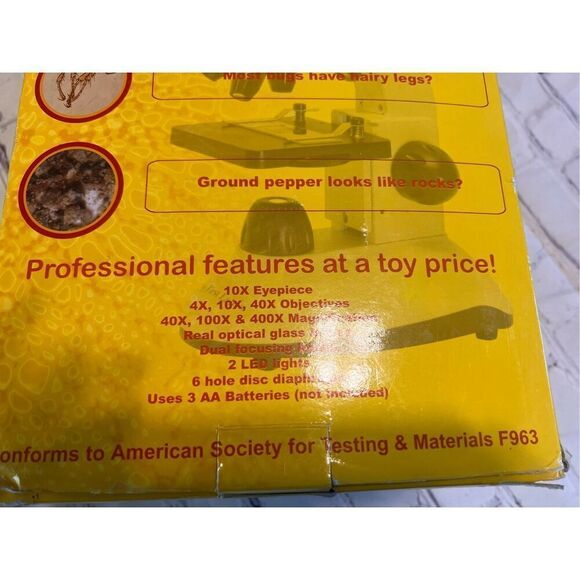 Most bugs have hairy legs?
Ground pepper looks like rocks?
Professional features at a toy price!
10X Eyepiece
4X, 10X, 40X Objectives
40X, 100X & 400X
Real optical glass
Dual focusing
2 LED lights
6 hole disc
Uses 3 AA Batteries (not included)
onforms to American Society for Testing & Materials F963